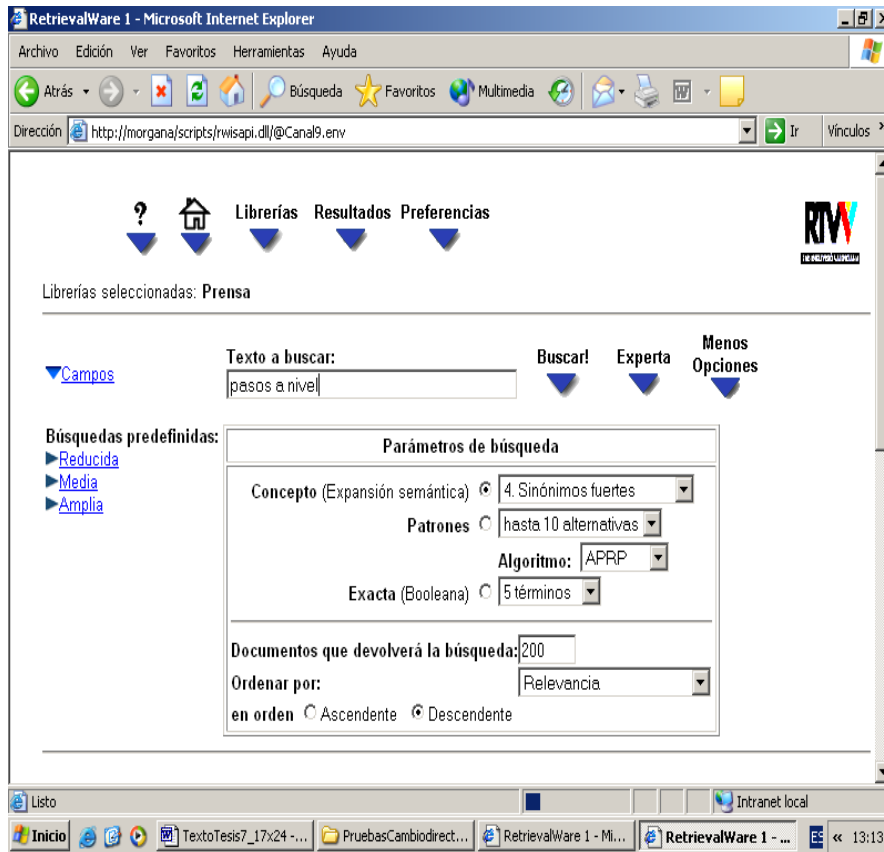 RetrievalWare 1 - Microsoft Internet Explorer
Archivo Edición Ver Favoritos Herramientas Ayuda
Atrás Búsqueda Favoritos Multimedia
Dirección http://morgana/scripts/rwisapi.dll/@Canal9.env Ir Vínculos »
? Librerías Resultados Preferencias
RTVV
Librerías seleccionadas: Prensa
Menos
Texto a buscar: Buscar! Experta Opciones
Campos
pasos a nivel
Búsquedas predefinidas:
Parámetros de búsqueda
Reducida
Media
Amplia
Concepto (Expansión semántica) 4. Sinónimos fuertes
Patrones hasta 10 alternativas
Algoritmo: APRP
Exacta (Booleana) 5 términos
Documentos que devolverá la búsqueda: 200
Ordenar por: Relevancia
en orden Ascendente Descendente
Listo Intranet local
Inicio TextoTesis7_17x24 -... PruebasCambiodirect... RetrievalWare 1 - Mi... RetrievalWare 1 - ... ES « 13:13